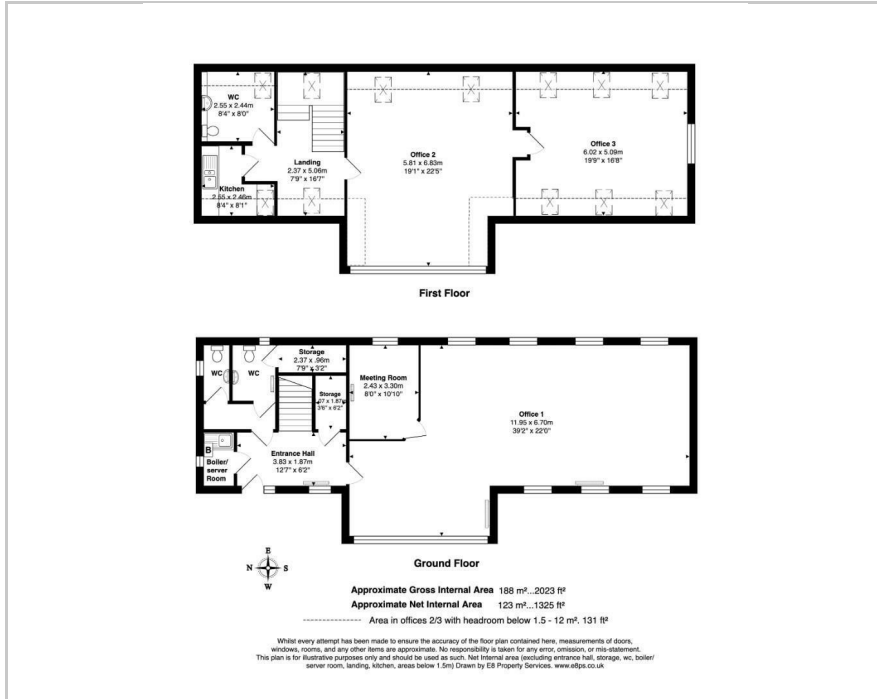 WC
2.55 x 2.44m
8'4" x 8'0"
Kitchen
2.55 x 2.46m
8'4" x 8'1"
Landing
2.37 x 5.06m
7'9" x 16'7"
Office 2
5.81 x 6.83m
19'1" x 22'5"
Office 3
6.02 x 5.09m
19'9" x 16'8"
First Floor
WC
WC
Storage
2.37 x .96m
7'9" x 3'2"
Storage
.07 x 1.87m
3'6" x 6'2"
Meeting Room
2.43 x 3.30m
8'0" x 10'10"
Office 1
11.95 x 6.70m
39'2" x 22'0"
B
Boiler/
server
Room
Entrance Hall
3.83 x 1.87m
12'7" x 6'2"
Ground Floor
E
N S
W
Approximate Gross Internal Area 188 m²...2023 ft²
Approximate Net Internal Area 123 m²...1325 ft²
Area in offices 2/3 with headroom below 1.5 - 12 m². 131 ft²
Whilst every attempt has been made to ensure the accuracy of the floor plan contained here, measurements of doors,
windows, rooms, and any other items are approximate. No responsibility is taken for any error, omission, or mis-statement.
This plan is for illustrative purposes only and should be used as such. Net Internal area (excluding entrance hall, storage, wc, boiler/
server room, landing, kitchen, areas below 1.5m) Drawn by E8 Property Services. www.e8ps.co.uk